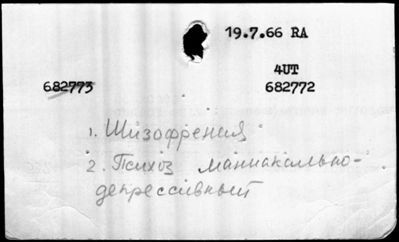 19.7.66 RA
4UT
682773 682772
1. Шизофрения
2. Психоз маниакально-
депрессивный